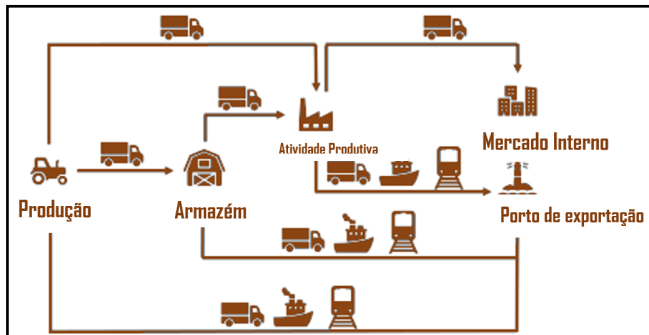 Atividade Produtiva
Mercado Interno
Produção
Armazém
Porto de exportação